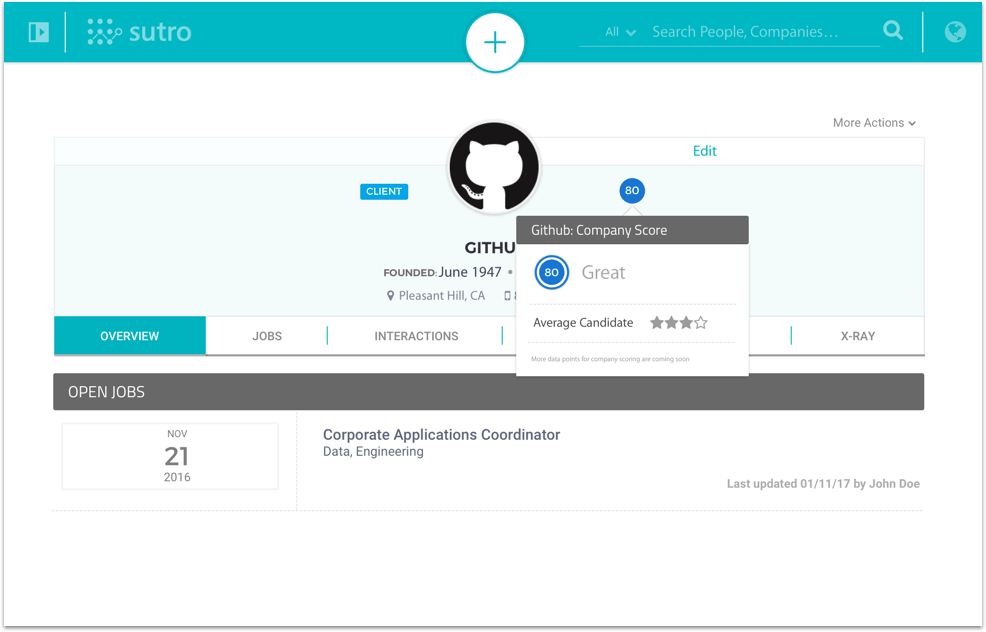 sutro
All
Search People, Companies...
More Actions
Edit
CLIENT
80
GITHU
FOUNDED: June 1947 •
Pleasant Hill, CA
Github: Company Score
80 Great
Average Candidate
More data points for company scoring are coming soon
OVERVIEW
JOBS
INTERACTIONS
X-RAY
OPEN JOBS
NOV
21
2016
Corporate Applications Coordinator
Data, Engineering
Last updated 01/11/17 by John Doe